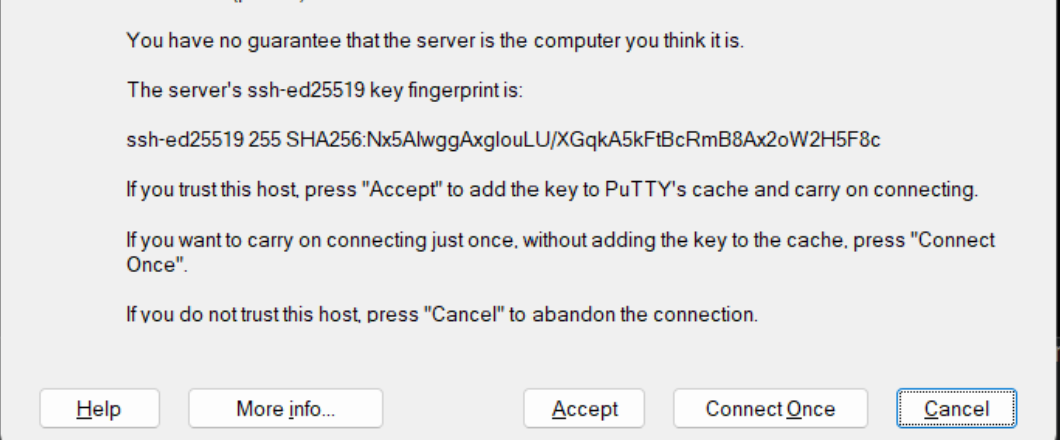 You have no guarantee that the server is the computer you think it is.
The server's ssh-ed25519 key fingerprint is:
ssh-ed25519 255 SHA256:Nx5AlwggAxglouLU/XGqkA5kFtBcRmB8Ax2oW2H5F8c
If you trust this host, press "Accept" to add the key to PuTTY's cache and carry on connecting.
If you want to carry on connecting just once, without adding the key to the cache, press "Connect
Once".
If you do not trust this host, press "Cancel" to abandon the connection.
Help More info... Accept Connect Once Cancel